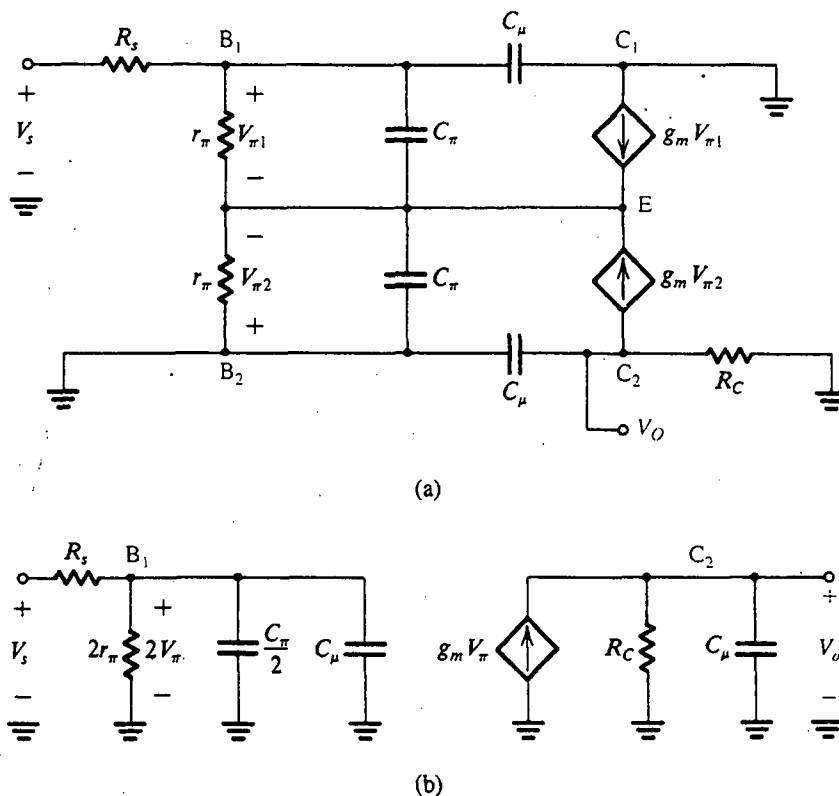 R_s B_1 C_μ C_1
+ V_s −
r_π + V_π1 − C_π g_m V_π1
E
r_π − V_π2 + C_π g_m V_π2
B_2 C_μ C_2 R_C
V_O
(a)
R_s B_1 C_2
+ V_s − 2r_π + 2V_π − C_π/2 C_μ g_m V_π R_C C_μ + V_o −
(b)